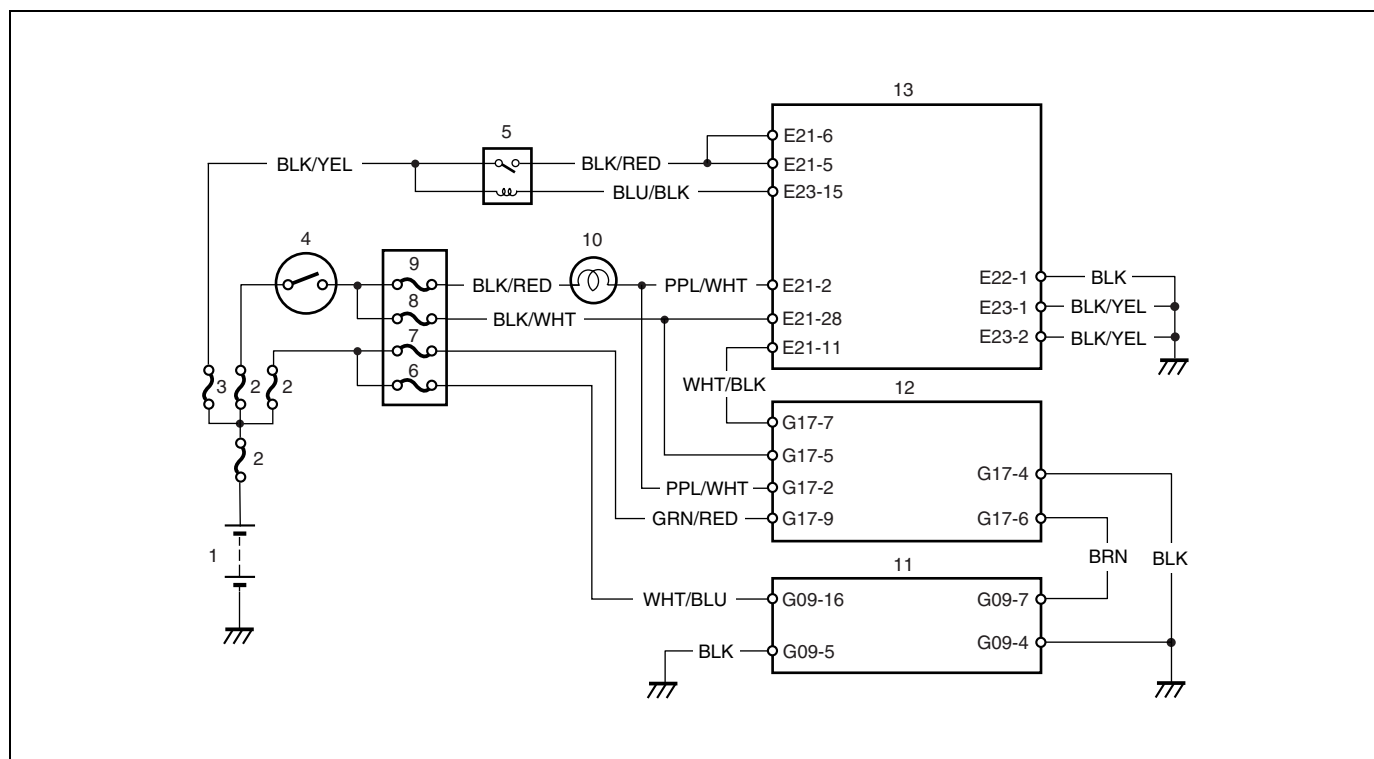 13
5
E21-6
BLK/YEL
BLK/RED
E21-5
BLU/BLK
E23-15
4
9
10
BLK/RED
PPL/WHT
E21-2
E22-1
BLK
8
BLK/WHT
E21-28
E23-1
BLK/YEL
7
E21-11
E23-2
BLK/YEL
6
3
2
2
WHT/BLK
12
G17-7
2
G17-5
G17-4
PPL/WHT
G17-2
GRN/RED
G17-9
G17-6
1
11
BRN
BLK
WHT/BLU
G09-16
G09-7
BLK
G09-5
G09-4